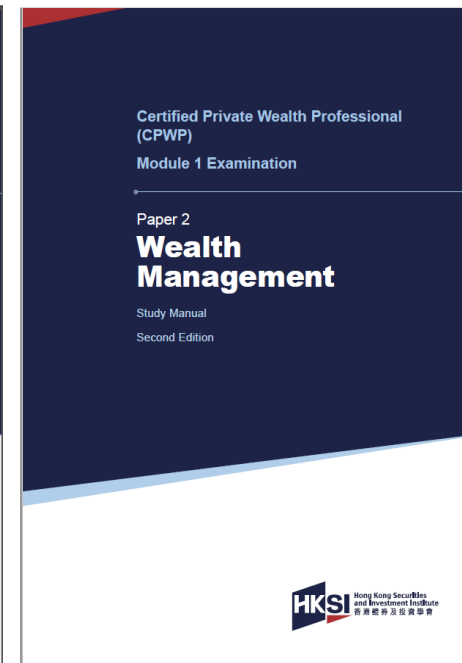 Certified Private Wealth Professional
(CPWP)
Module 1 Examination
Paper 2
Wealth
Management
Study Manual
Second Edition
HKSI
Hong Kong Securities
and Investment Institute
香港證券及投資學會